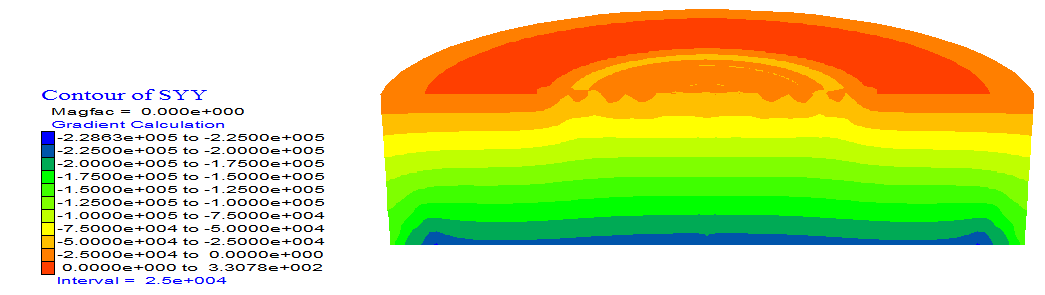 Contour of SYY
Magfac = 0.000e+000
Gradient Calculation
-2.2863e+005 to -2.2500e+005
-2.2500e+005 to -2.0000e+005
-2.0000e+005 to -1.7500e+005
-1.7500e+005 to -1.5000e+005
-1.5000e+005 to -1.2500e+005
-1.2500e+005 to -1.0000e+005
-1.0000e+005 to -7.5000e+004
-7.5000e+004 to -5.0000e+004
-5.0000e+004 to -2.5000e+004
-2.5000e+004 to 0.0000e+000
0.0000e+000 to 3.3078e+002
Interval = 2.5e+004